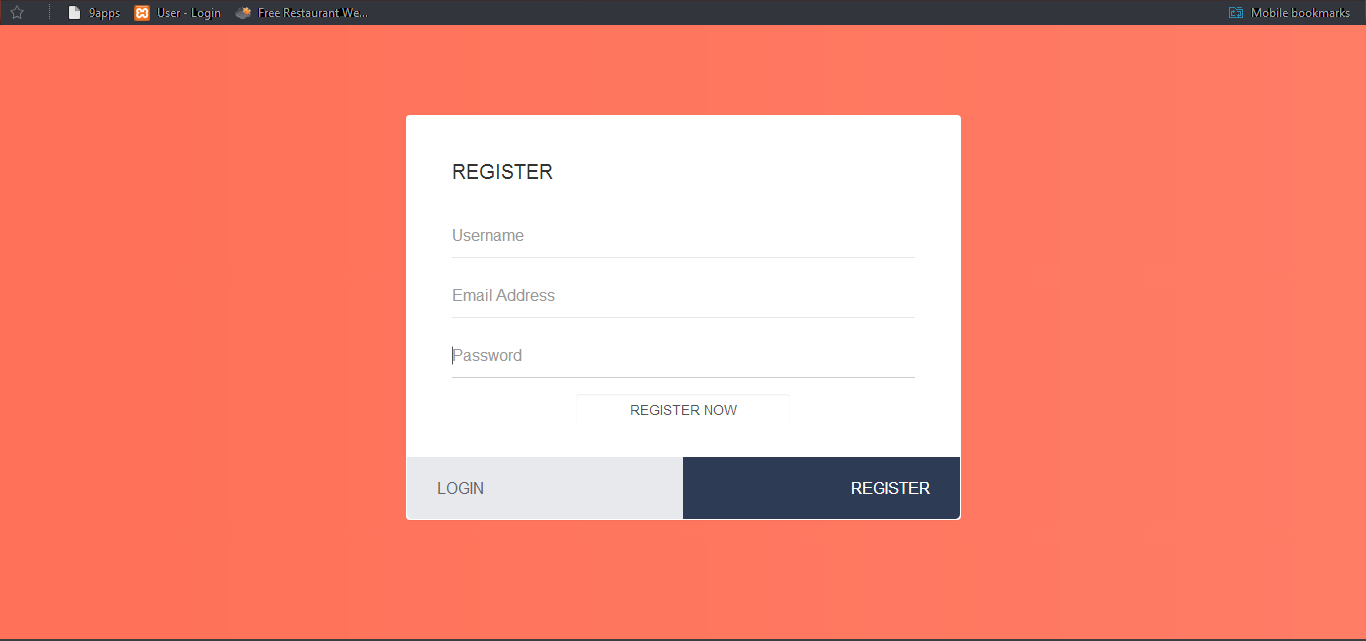 9apps User - Login Free Restaurant We... Mobile bookmarks
REGISTER
Username
Email Address
Password
REGISTER NOW
LOGIN REGISTER